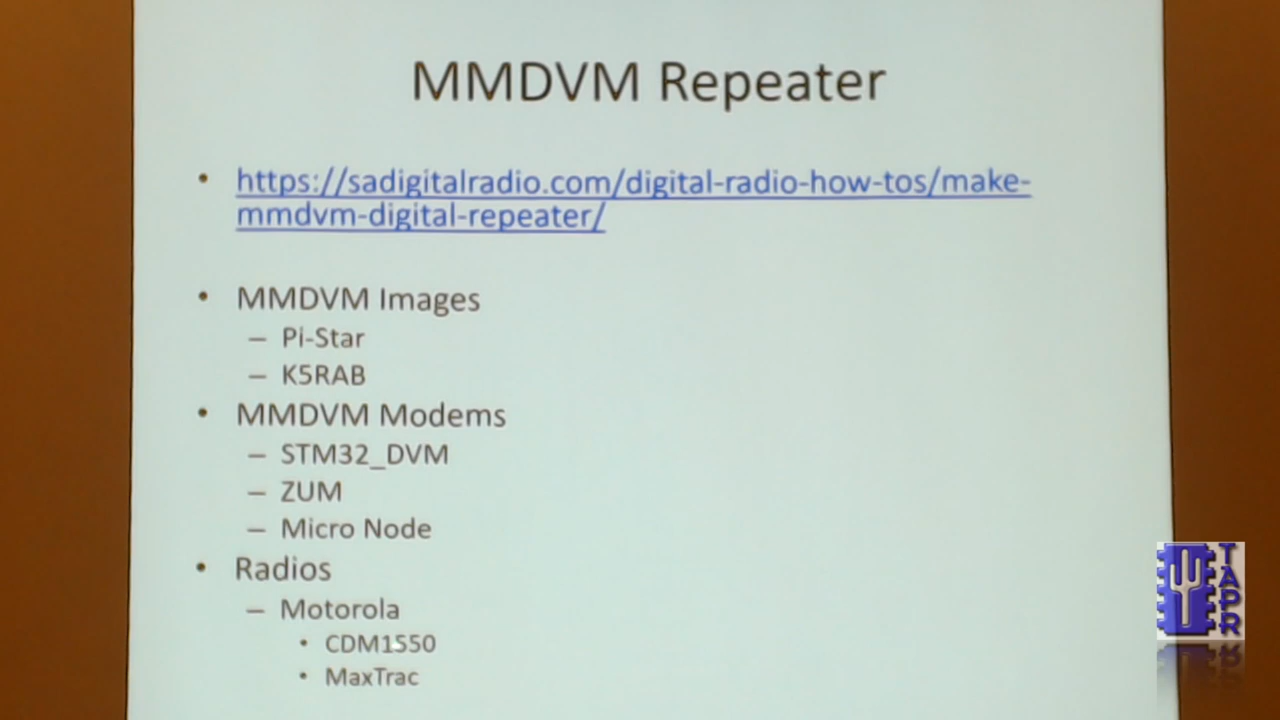 MMDVM Repeater
• https://sadigitalradio.com/digital-radio-how-tos/make-
mmdvm-digital-repeater/
• MMDVM Images
– Pi-Star
– K5RAB
• MMDVM Modems
– STM32_DVM
– ZUM
– Micro Node
• Radios
– Motorola
• CDM1550
• MaxTrac
TAPR